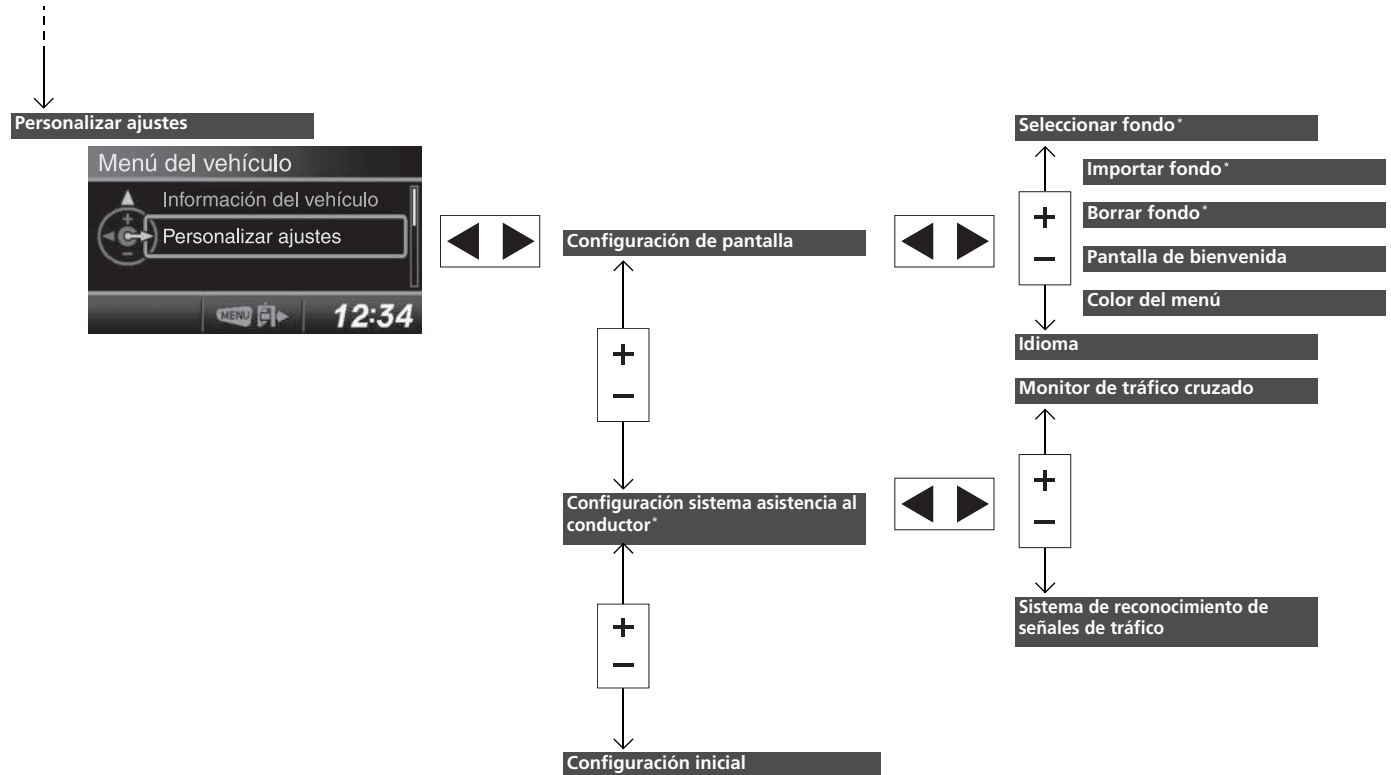 Personalizar ajustes
Menú del vehículo
Información del vehículo
+
Personalizar ajustes
−
MENU
12:34
Configuración de pantalla
+
−
Configuración sistema asistencia al
conductor*
+
−
Configuración inicial
Seleccionar fondo*
Importar fondo*
+
Borrar fondo*
−
Pantalla de bienvenida
Color del menú
Idioma
Monitor de tráfico cruzado
+
−
Sistema de reconocimiento de
señales de tráfico